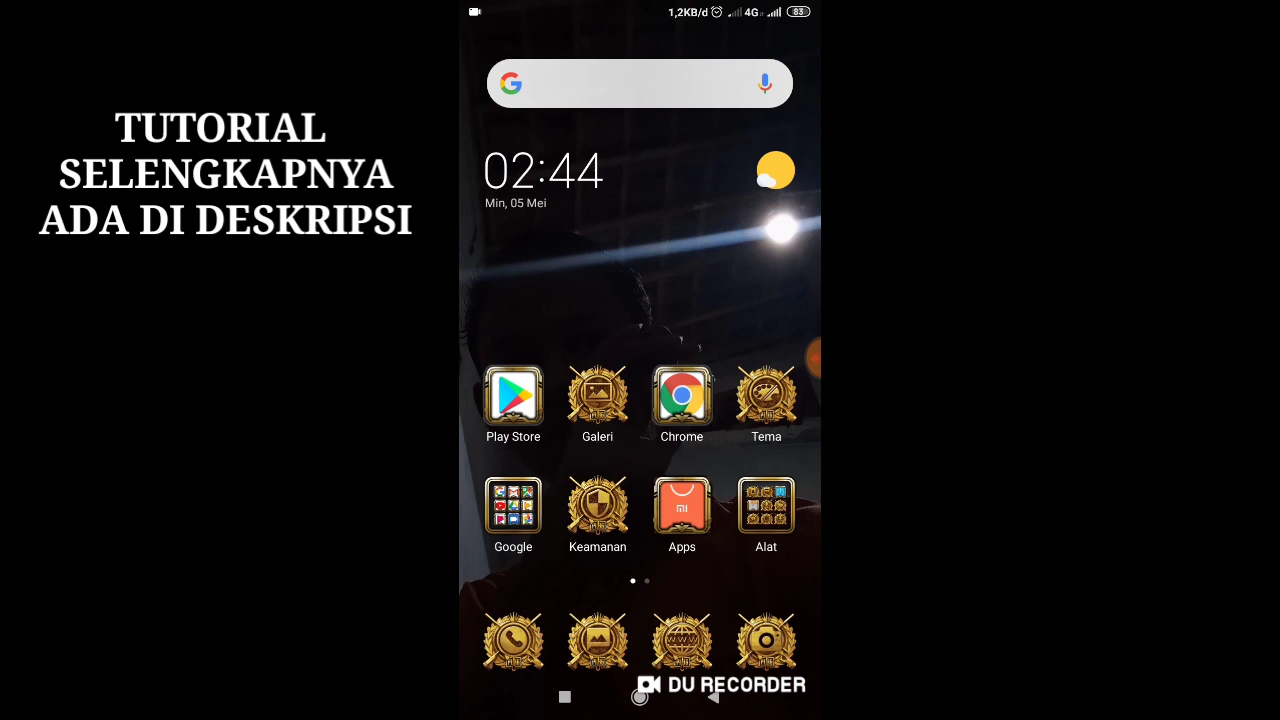 1,2KB/d 4G 83
TUTORIAL
SELENGKAPNYA
ADA DI DESKRIPSI
02:44
Min, 05 Mei
Play Store Galeri Chrome Tema
Google Keamanan Apps Alat
DU RECORDER